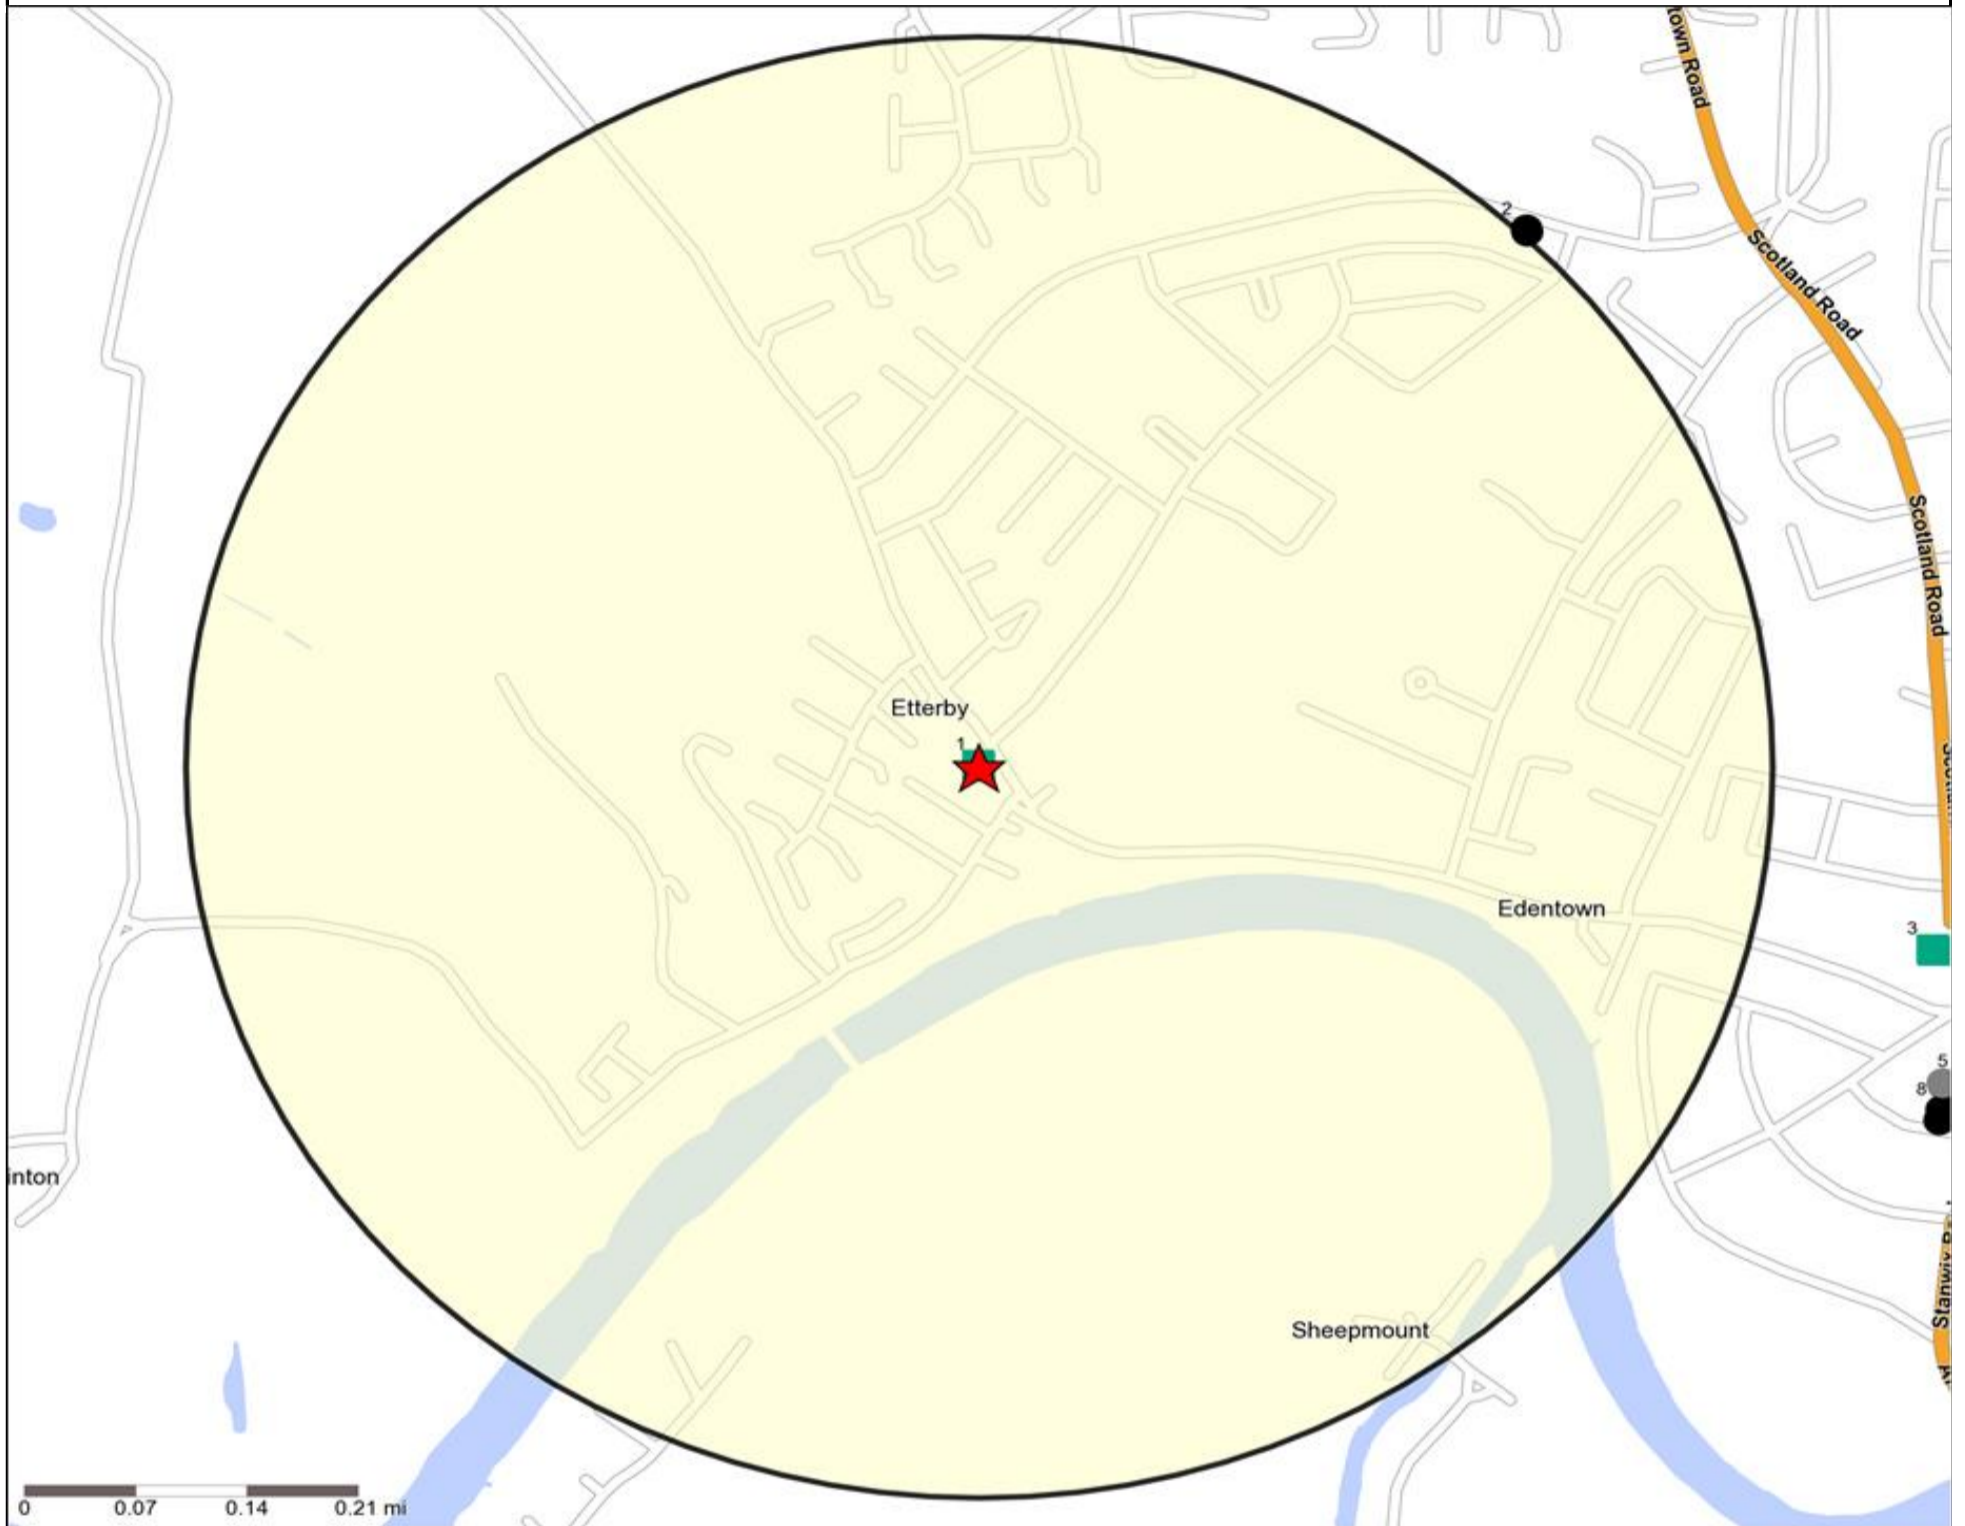 town Road
2
Scotland Road
Scotland Road
Etterby
1
Edentown
3
5
8
inton
Sheepmount
Stanwix
0 0.07 0.14 0.21 mi